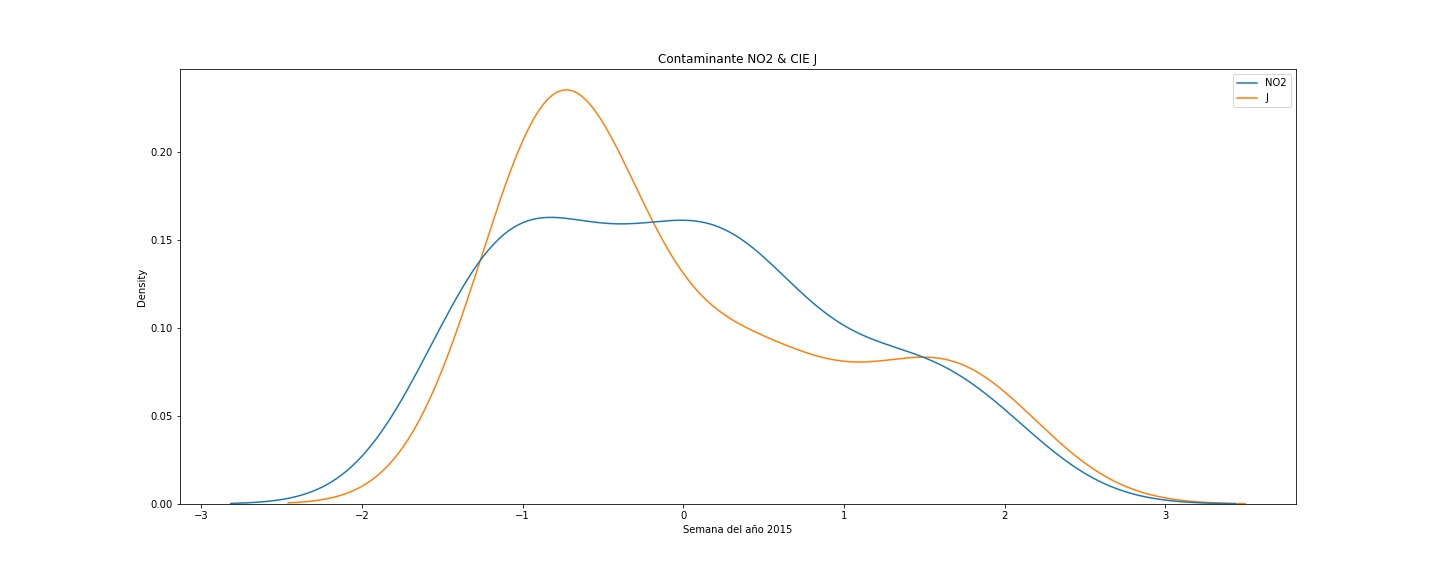 Contaminante NO2 & CIE J
NO2
J
Density
0.20
0.15
0.10
0.05
0.00
−3 −2 −1 0 1 2 3
Semana del año 2015